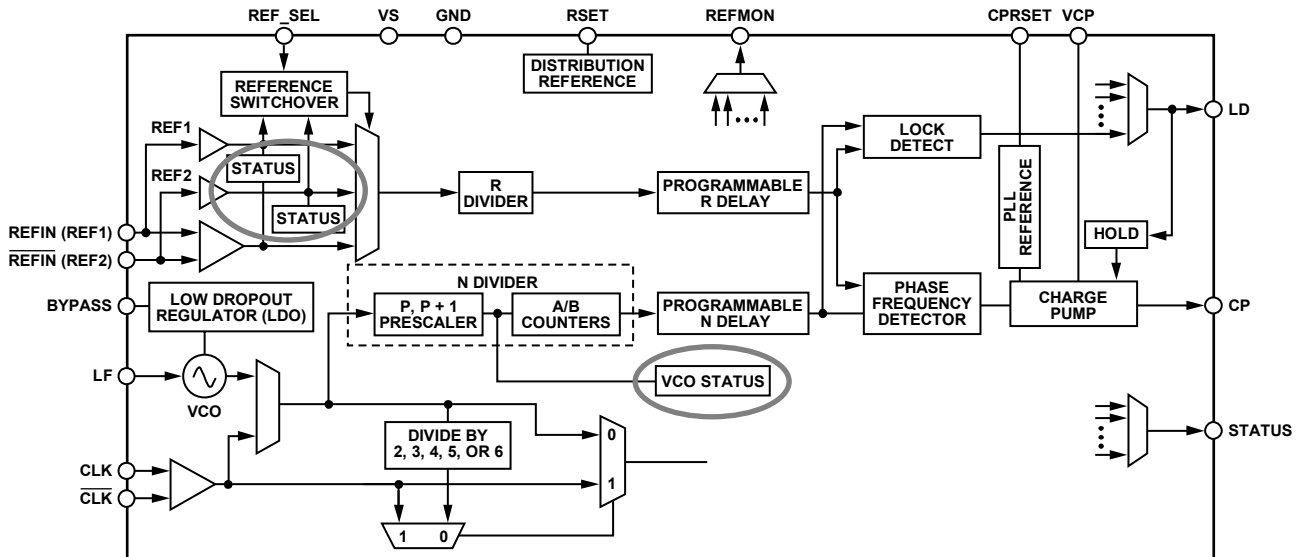 REF_SEL
VS
GND
RSET
REFMON
CPRSET
VCP
DISTRIBUTION
REFERENCE
REFERENCE
SWITCHOVER
REF1
STATUS
REF2
STATUS
R
DIVIDER
PROGRAMMABLE
R DELAY
LOCK
DETECT
LD
PLL
REFERENCE
HOLD
REFIN (REF1)
REFIN (REF2)
BYPASS
LOW DROPOUT
REGULATOR (LDO)
N DIVIDER
P, P + 1
PRESCALER
A/B
COUNTERS
PROGRAMMABLE
N DELAY
PHASE
FREQUENCY
DETECTOR
CHARGE
PUMP
CP
LF
VCO
VCO STATUS
STATUS
DIVIDE BY
2, 3, 4, 5, OR 6
0
1
CLK
CLK
1 0